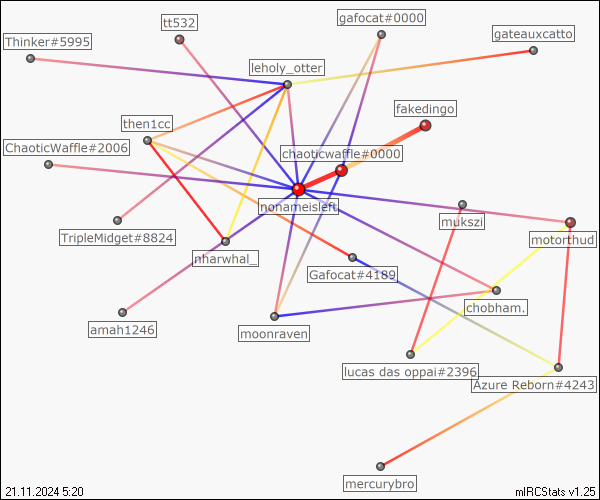 gafocat#0000
tt532
gateauxcatto
Thinker#5995
leholy_otter
fakedingo
then1cc
ChaoticWaffle#2006
chaoticwaffle#0000
nonameisleft
mukszi
TripleMidget#8824
motorthud
nharwhal_
Gafocat#4189
chobham.
amah1246
moonraven
lucas das oppai#2396
Azure Reborn#4243
mercurybro
21.11.2024 5:20
mIRCStats v1.25